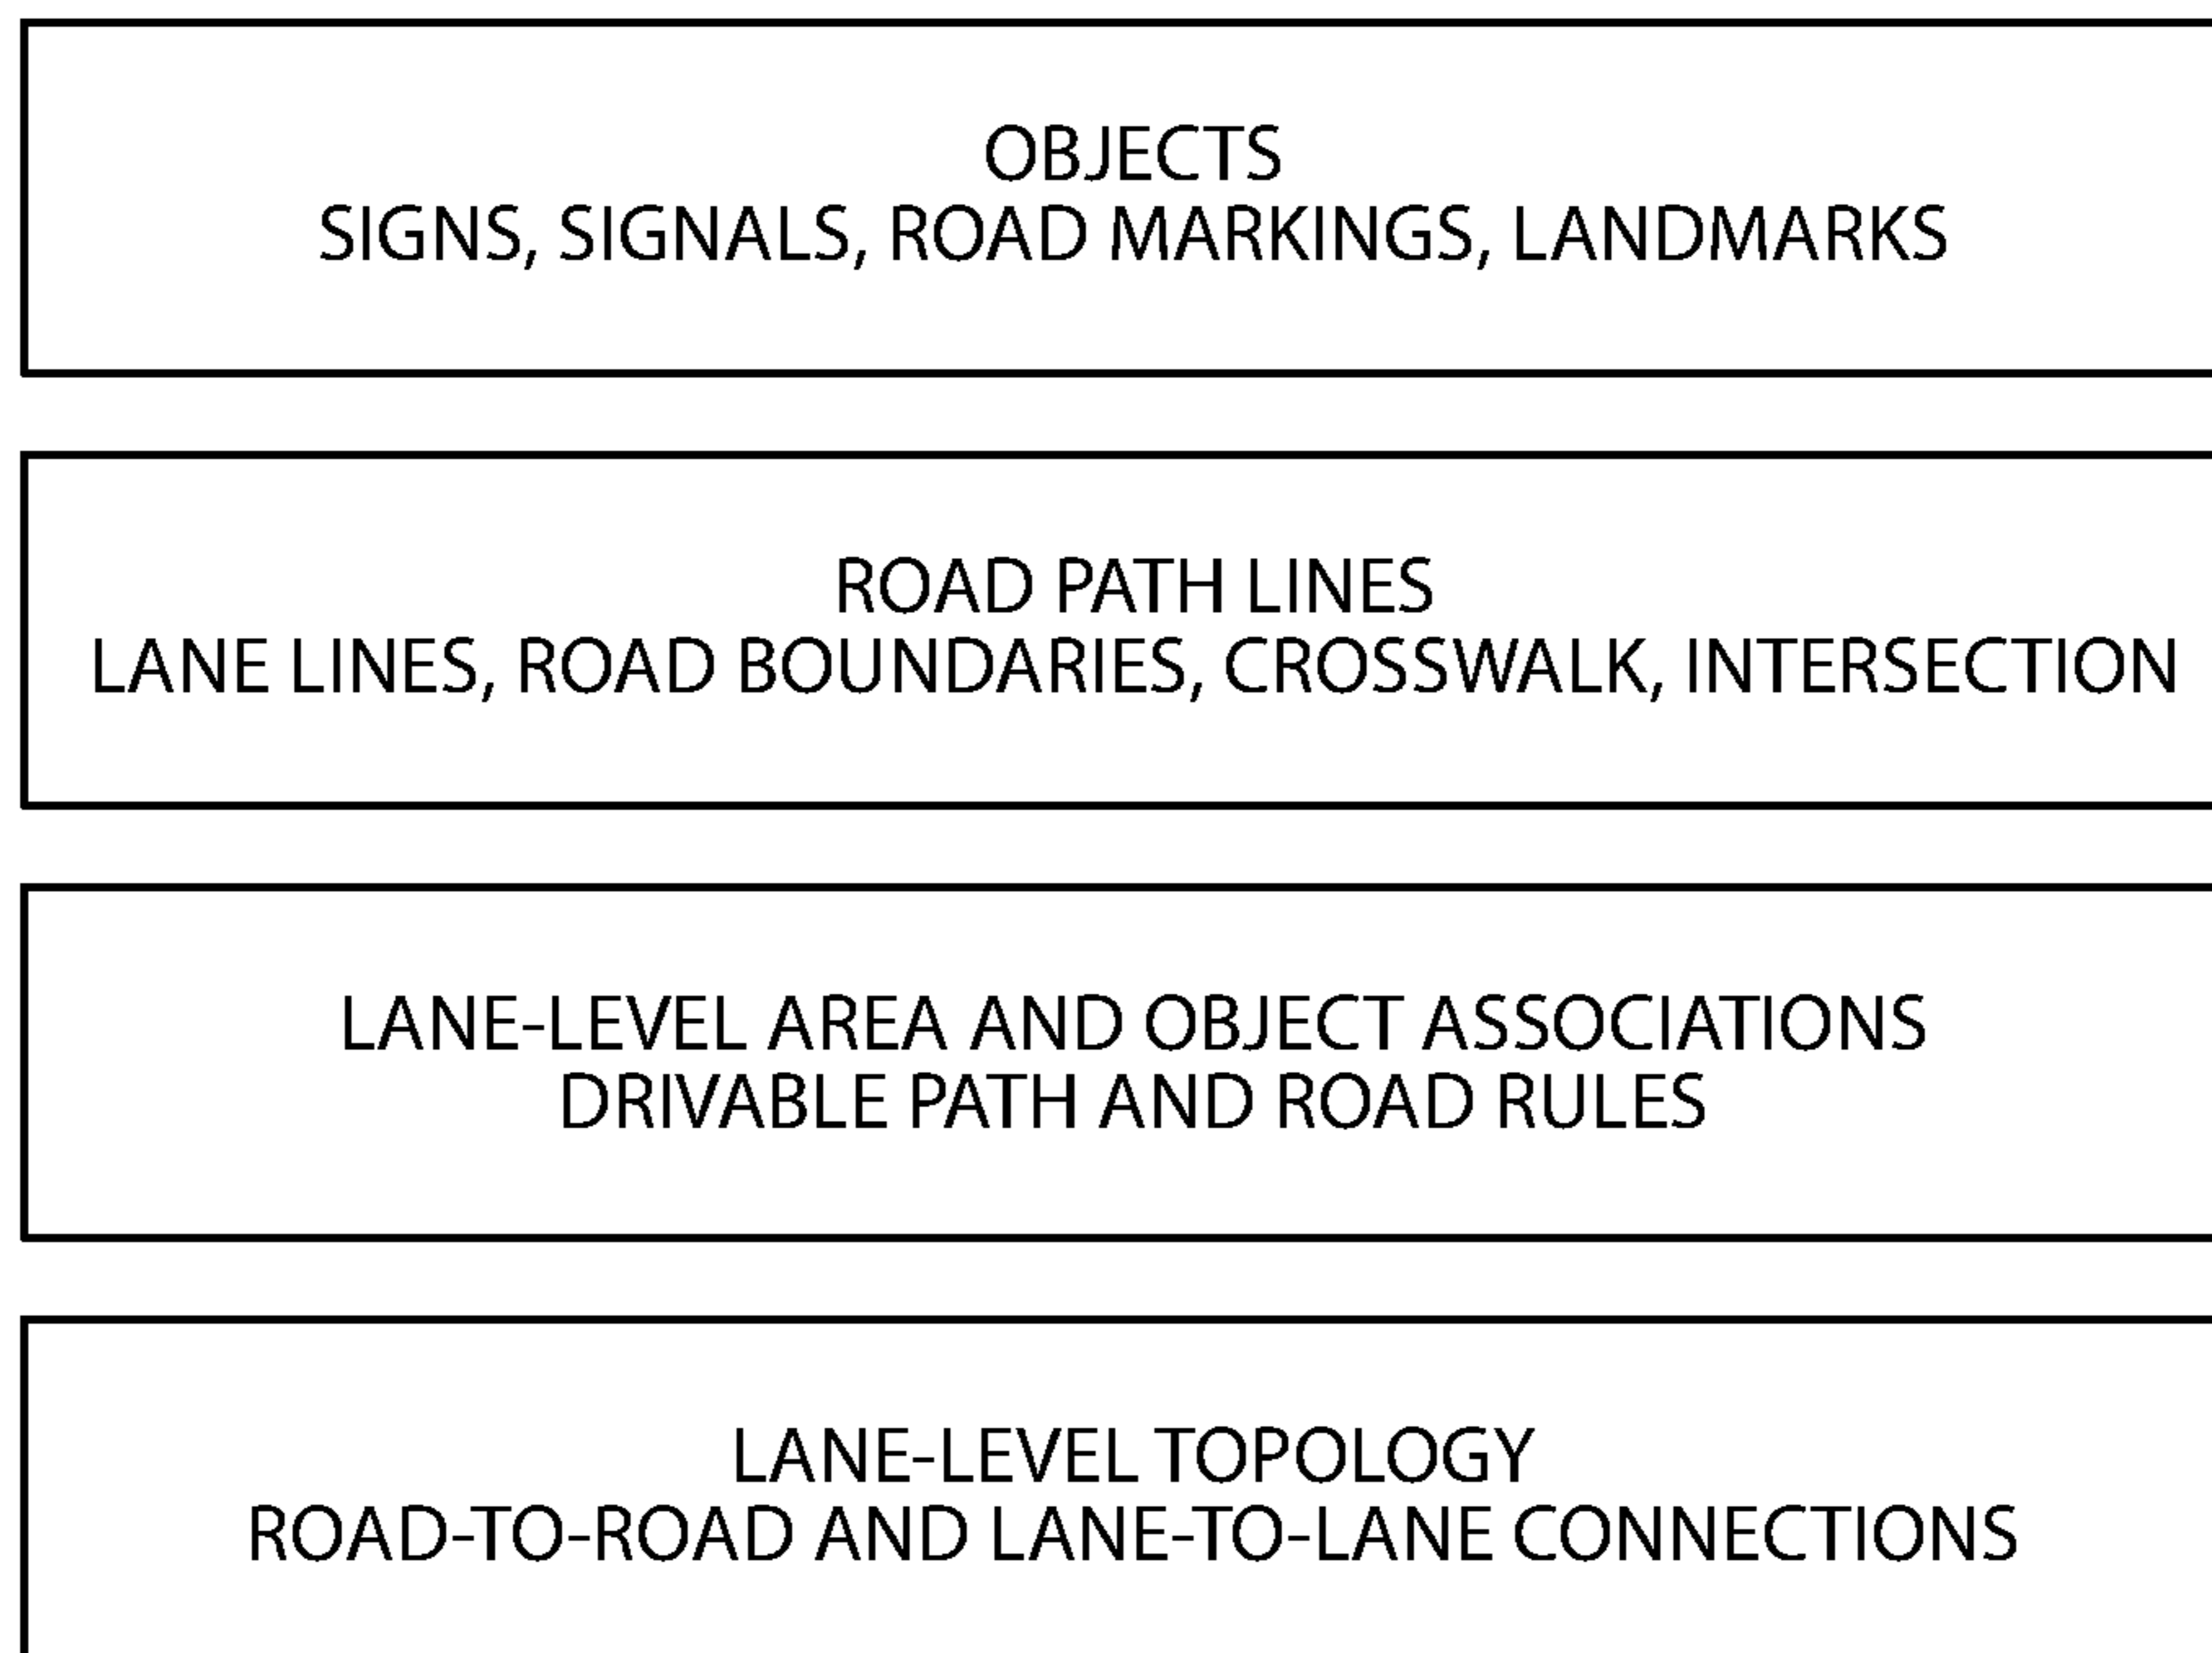 OBJECTS
SIGNS, SIGNALS, ROAD MARKINGS, LANDMARKS
ROAD PATH LINES
LANE LINES, ROAD BOUNDARIES, CROSSWALK, INTERSECTION
LANE-LEVEL AREA AND OBJECT ASSOCIATIONS
DRIVABLE PATH AND ROAD RULES
LANE-LEVEL TOPOLOGY
ROAD-TO-ROAD AND LANE-TO-LANE CONNECTIONS